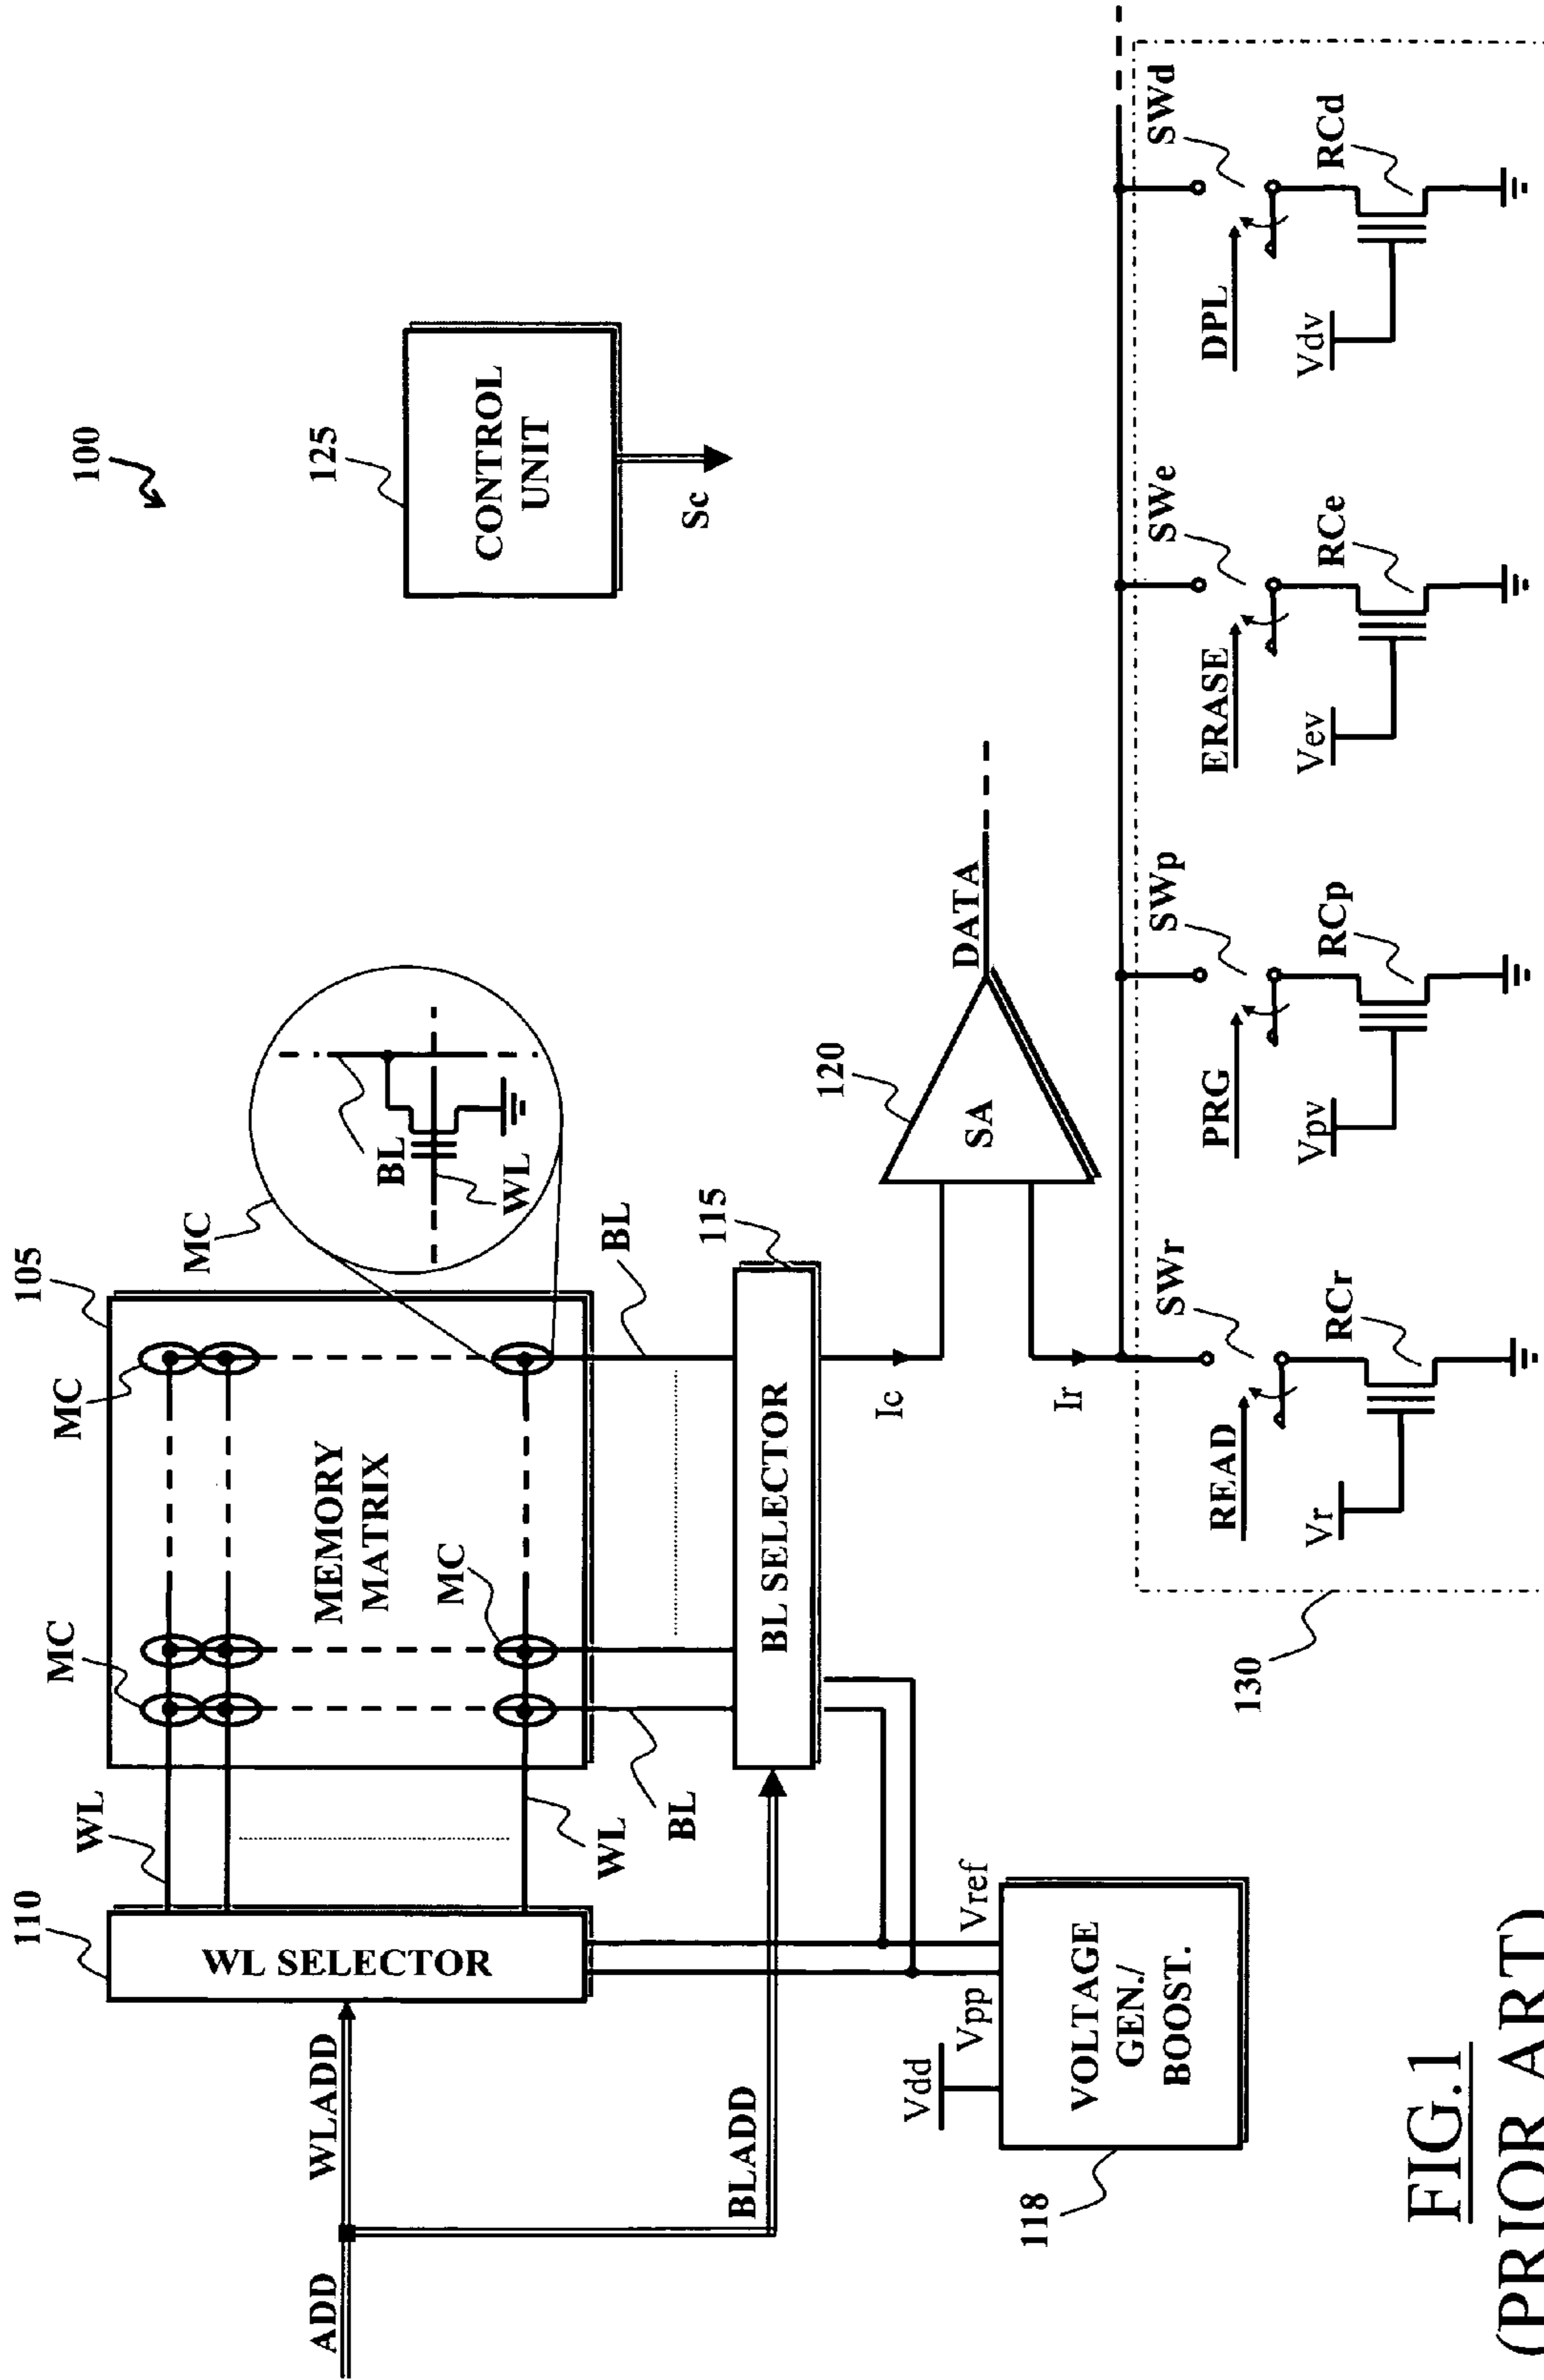 100
105
110
MC
MC
WL
MEMORY
MATRIX
MC
MC
BL
WL
WL SELECTOR
ADD
WLADD
125
CONTROL
UNIT
Sc
WL
BL
BL
115
BL SELECTOR
BLADD
120
SA
DATA
Ic
Ir
Vdd
Vpp
Vref
VOLTAGE
GEN./
BOOST.
118
130
SWr
READ
RCr
Vr
SWp
PRG
RCp
Vpv
SWe
ERASE
RCe
Vev
SWd
DPL
RCd
Vdv
FIG.1
(PRIOR ART)